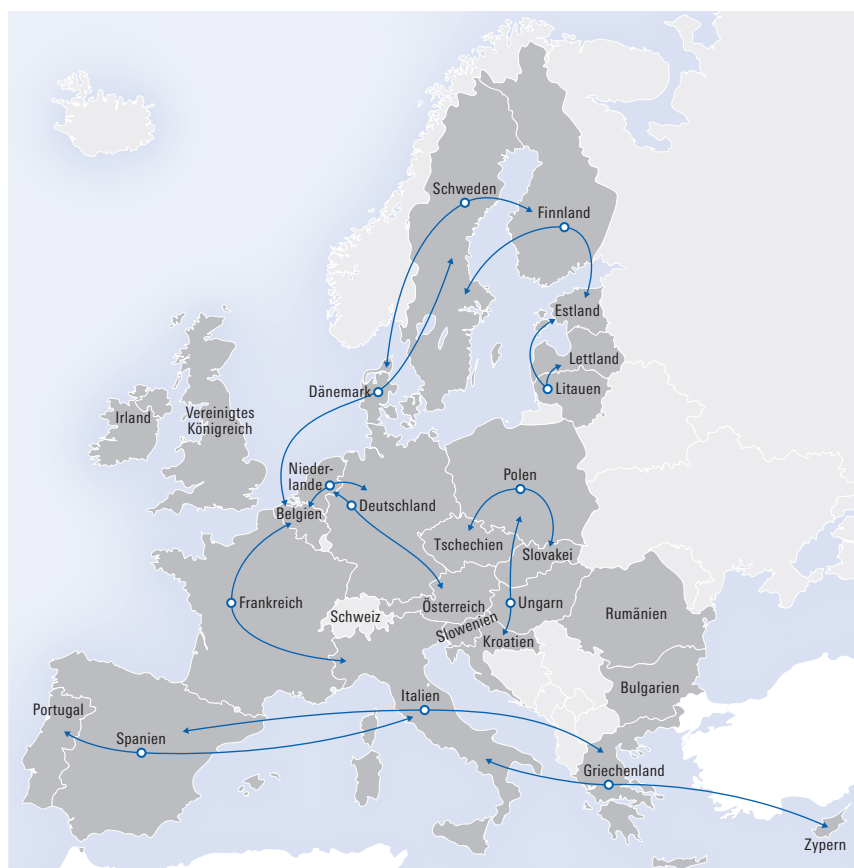 Schweden
Finnland
Estland
Lettland
Dänemark
Litauen
Irland
Vereinigtes
Königreich
Nieder-
lande
Polen
Deutschland
Belgien
Tschechien
Slovakei
Frankreich
Schweiz
Österreich
Ungarn
Rumänien
Slowenien
Kroatien
Bulgarien
Italien
Portugal
Spanien
Griechenland
Zypern